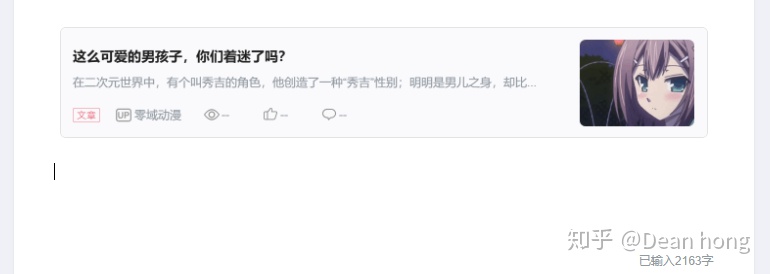 这么可爱的男孩子，你们着迷了吗？
在二次元世界中，有个叫秀吉的角色，他创造了一种“秀吉”性别；明明是男儿之身，却比...
文章 UP 零域动漫 -- -- --
知乎 @Dean hong
已输入2163字